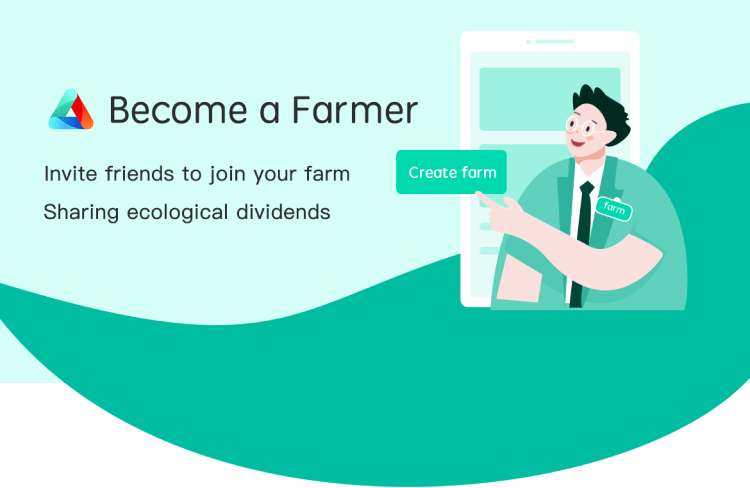 Become a Farmer
Invite friends to join your farm
Sharing ecological dividends
Create farm
farm